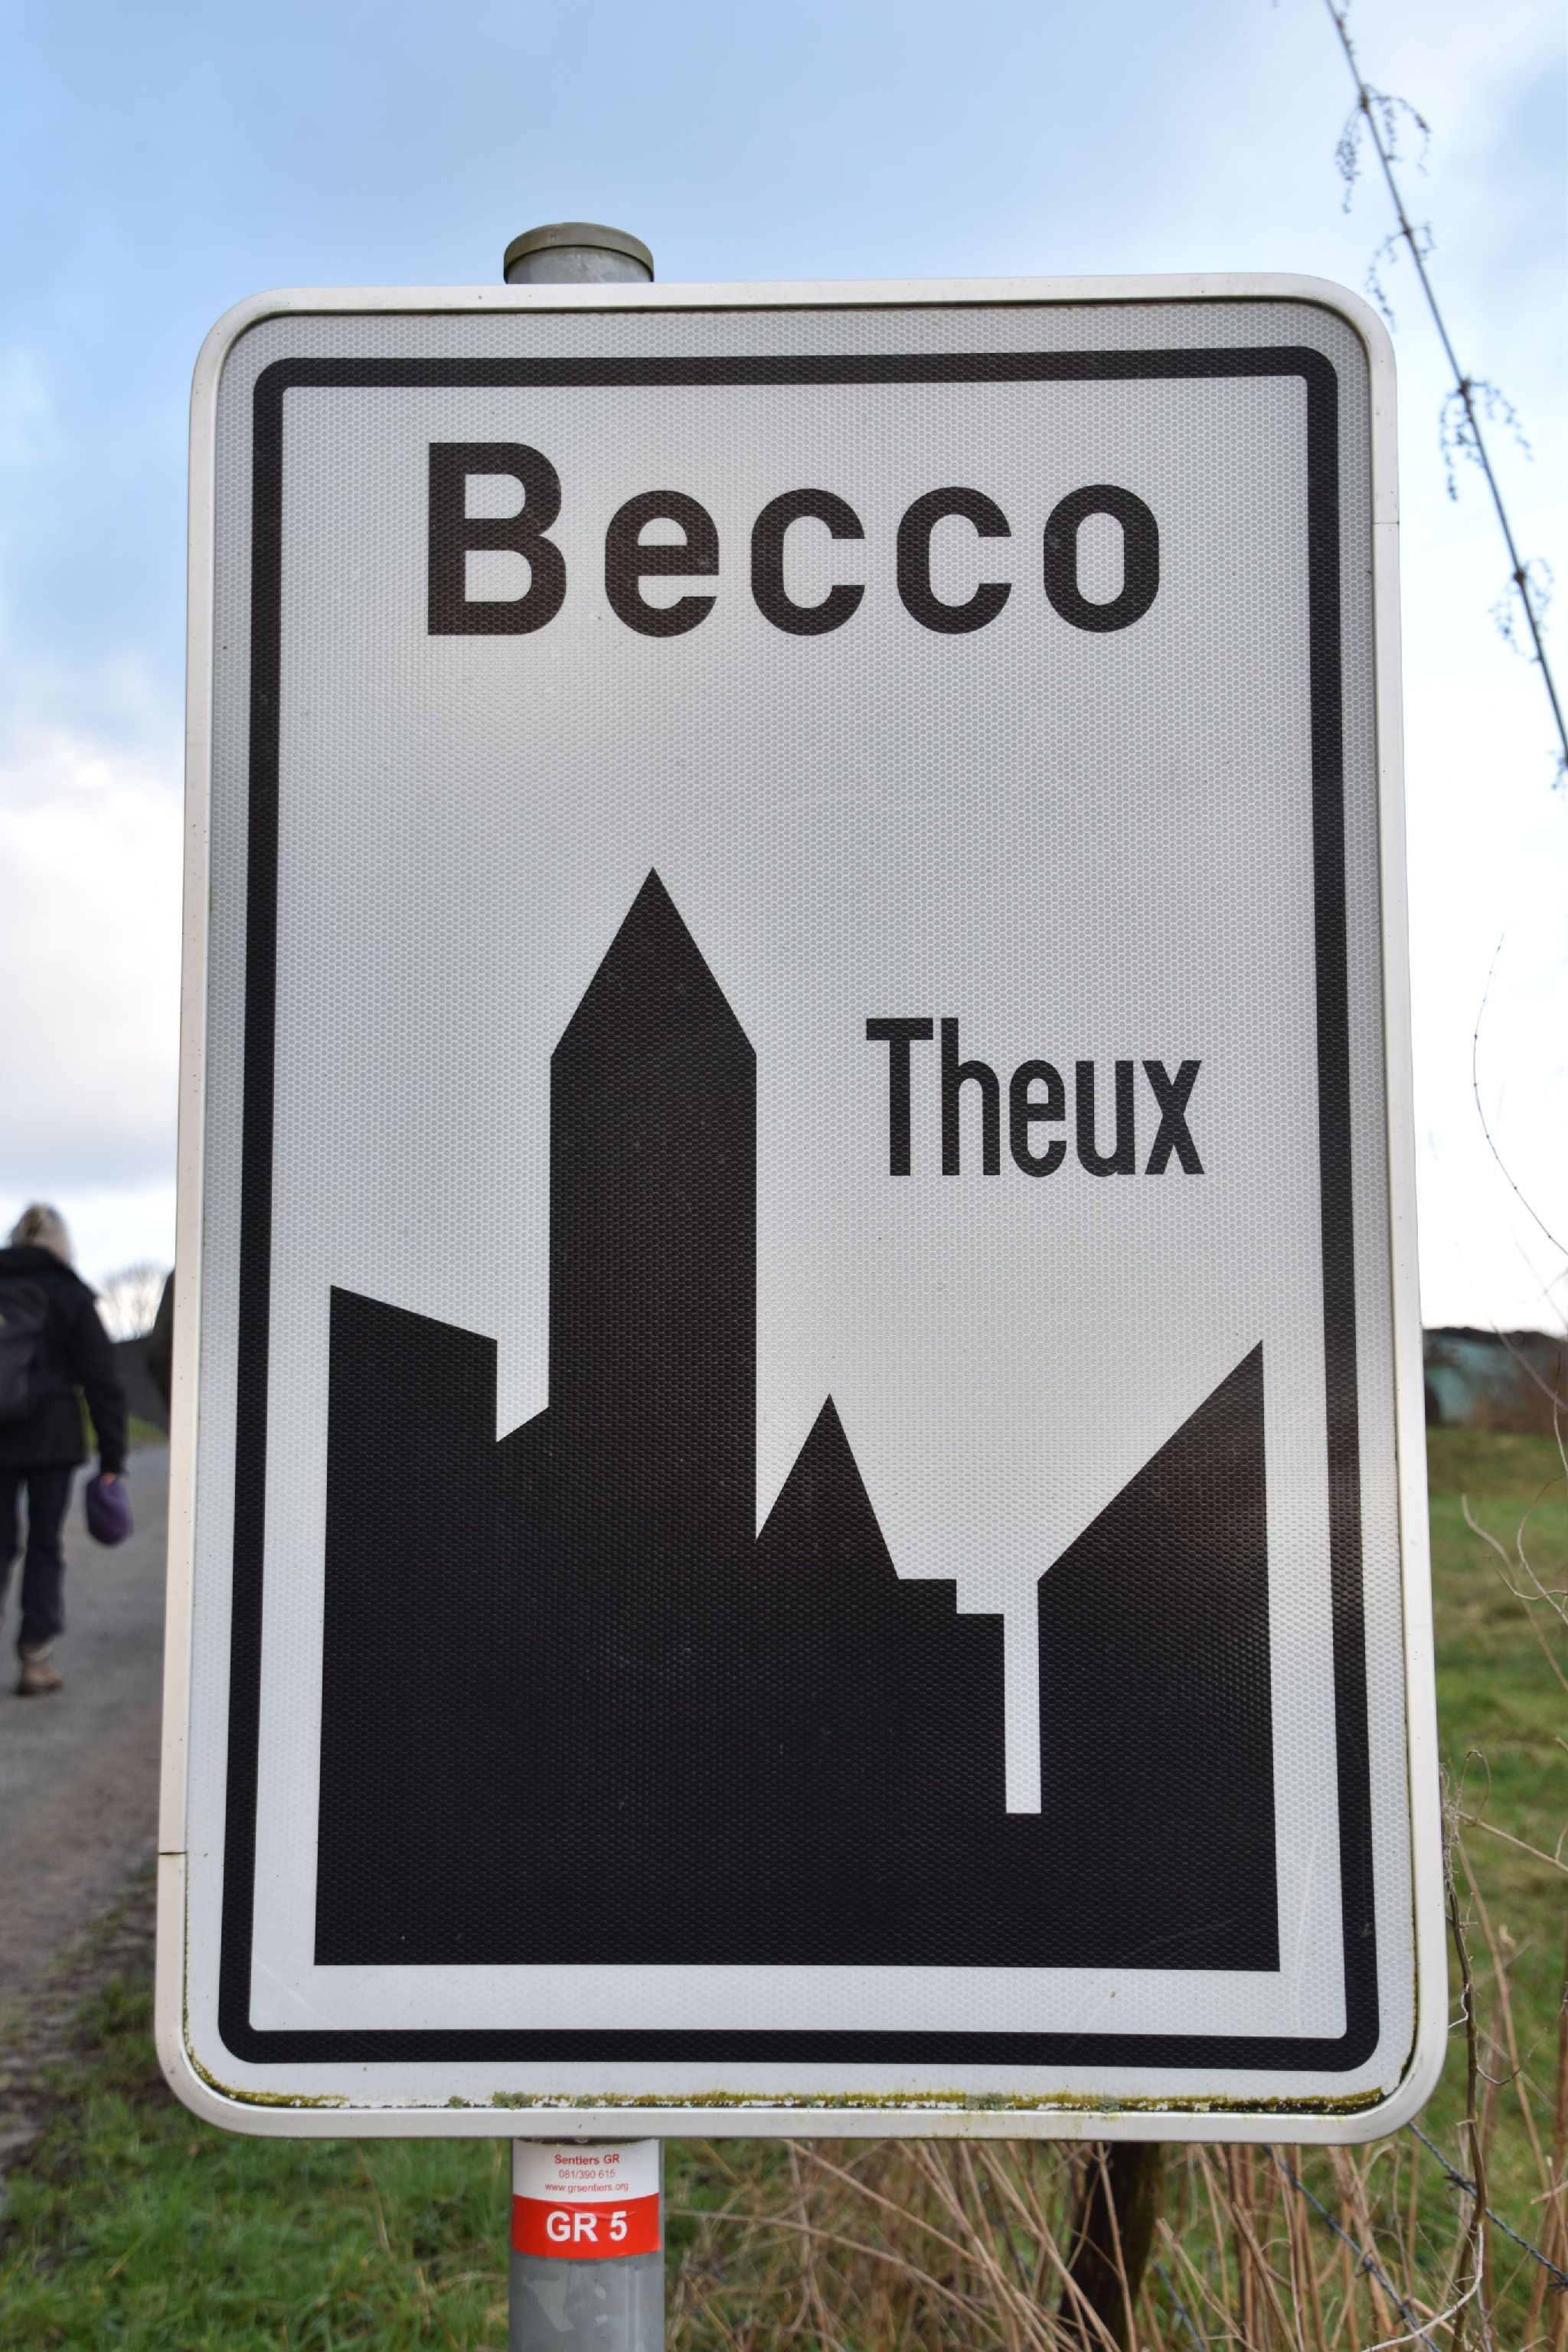 Becco
Theux
Sentiers GR
081/390 615
www.grsentiers.org
GR 5